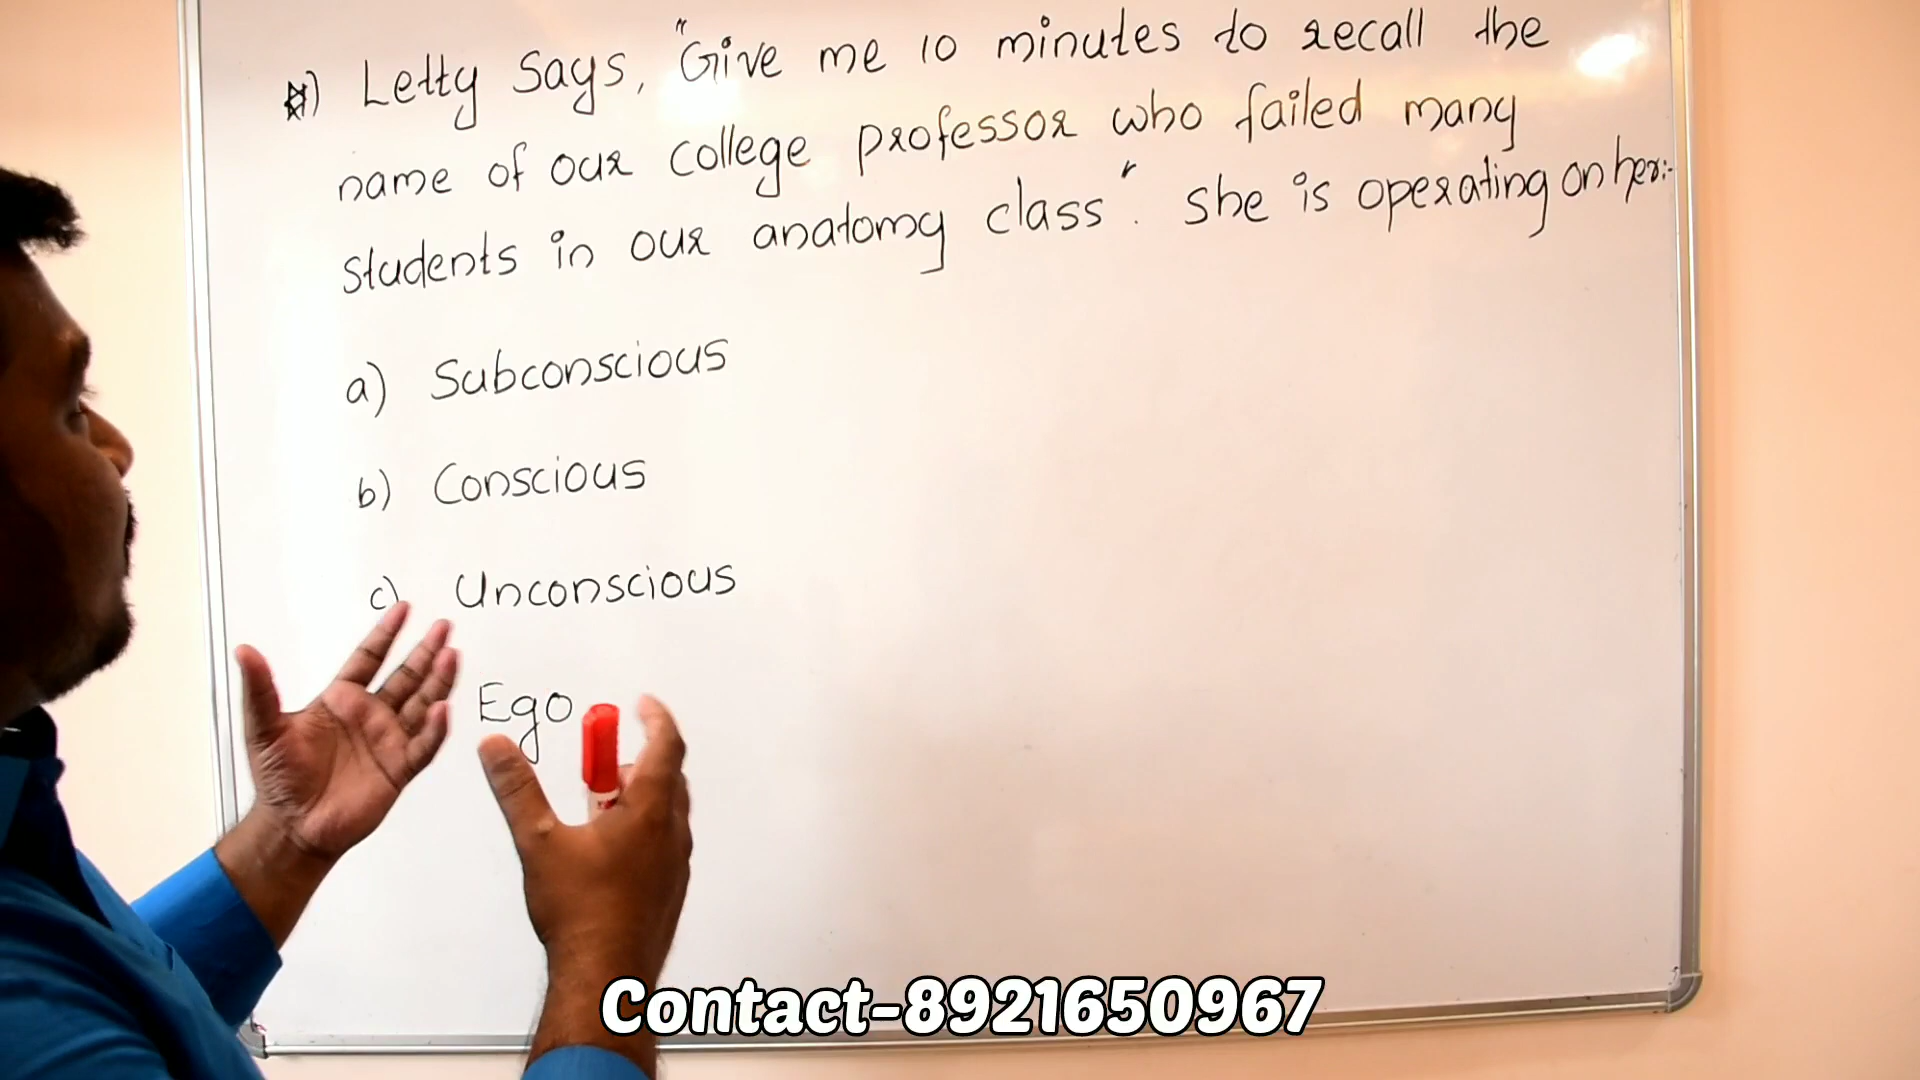 Letty Says, "Give me 10 minutes to recall the
name of our college professor who failed many
students in our anatomy class". She is operating on her:-
a) Subconscious
b) Conscious
c) Unconscious
Ego
Contact-8921650967